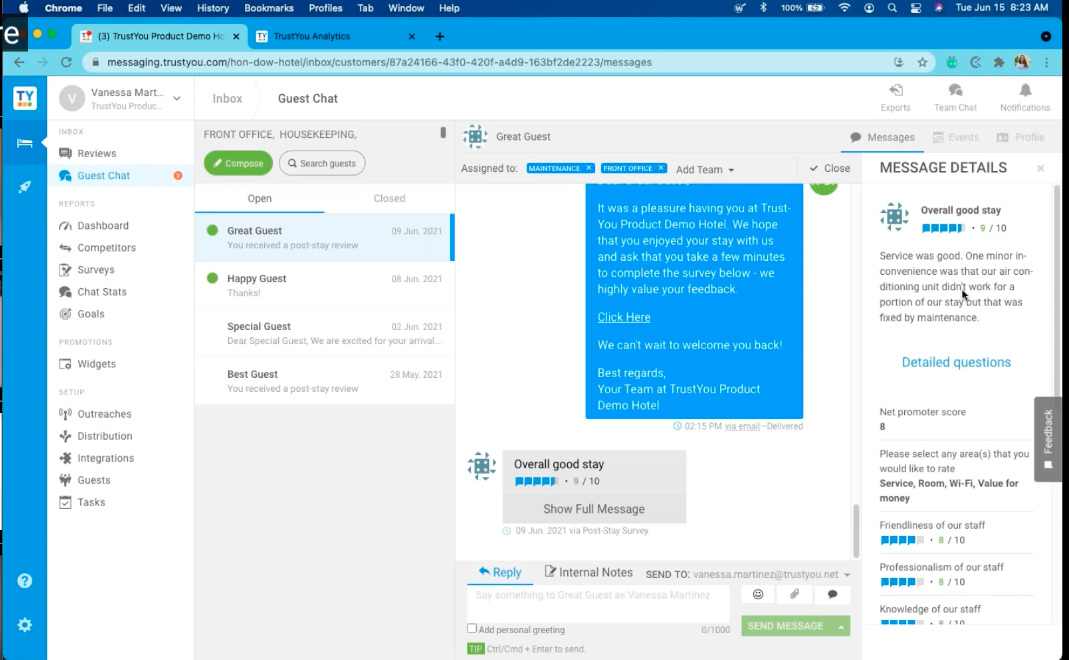 Chrome File Edit View History Bookmarks Profiles Tab Window Help 100% Tue Jun 15 8:23 AM
e
(3) TrustYou Product Demo Ho
TrustYou Analytics
messaging.trustyou.com/hon-dow-hotel/inbox/customers/87a24166-43f0-420f-a4d9-163bf2de2223/messages
TY
V
Vanessa Mart...
TrustYou Produc...
INBOX
Reviews
Guest Chat 3
REPORTS
Dashboard
Competitors
Surveys
Chat Stats
Goals
PROMOTIONS
Widgets
SETUP
Outreaches
Distribution
Integrations
Guests
Tasks
Inbox
Guest Chat
Exports
Team Chat
Notifications
FRONT OFFICE, HOUSEKEEPING,
Compose
Search guests
Open
Closed
Great Guest 09 Jun. 2021
You received a post-stay review
Happy Guest 08 Jun. 2021
Thanks!
Special Guest 02 Jun. 2021
Dear Special Guest, We are excited for your arrival...
Best Guest 28 May. 2021
You received a post-stay review
Great Guest
Messages
Events
Profile
Assigned to: MAINTENANCE × FRONT OFFICE × Add Team
Close
It was a pleasure having you at Trust-
You Product Demo Hotel. We hope
that you enjoyed your stay with us
and ask that you take a few minutes
to complete the survey below - we
highly value your feedback.
Click Here
We can't wait to welcome you back!
Best regards,
Your Team at TrustYou Product
Demo Hotel
02:15 PM via email—Delivered
Overall good stay
9 / 10
Show Full Message
09 Jun. 2021 via Post-Stay Survey
Reply
Internal Notes
SEND TO: vanessa.martinez@trustyou.net
Say something to Great Guest as Vanessa Martinez
Add personal greeting
0/1000
SEND MESSAGE
TIP Ctrl/Cmd + Enter to send.
MESSAGE DETAILS
Overall good stay
9 / 10
Service was good. One minor in-
convenience was that our air con-
ditioning unit didn't work for a
portion of our stay but that was
fixed by maintenance.
Detailed questions
Net promoter score
8
Please select any area(s) that you
would like to rate
Service, Room, Wi-Fi, Value for
money
Friendliness of our staff
8 / 10
Professionalism of our staff
8 / 10
Knowledge of our staff
8 / 10
Feedback